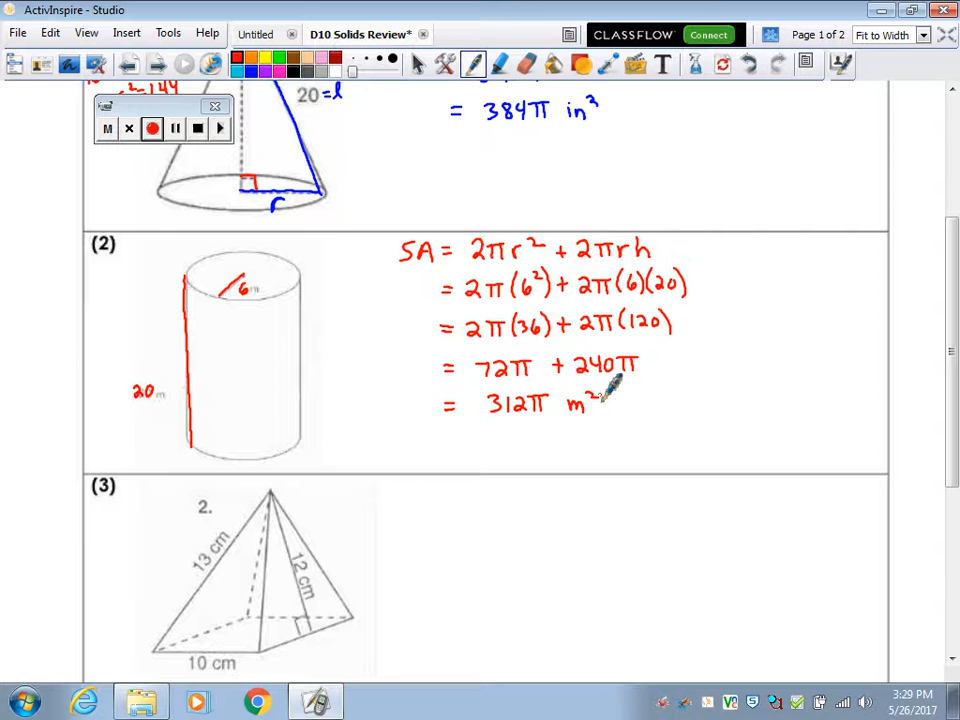 ActivInspire - Studio
File Edit View Insert Tools Help Untitled D10 Solids Review* CLASSFLOW Connect Page 1 of 2 Fit to Width
r²=144
M
20 = l
= 384π in³
r
(2)
6 m
20 m
SA = 2πr² + 2πrh
= 2π(6²) + 2π(6)(20)
= 2π(36) + 2π(120)
= 72π + 240π
= 312π m²
(3)
2.
13 cm
12 cm
10 cm
3:29 PM
5/26/2017